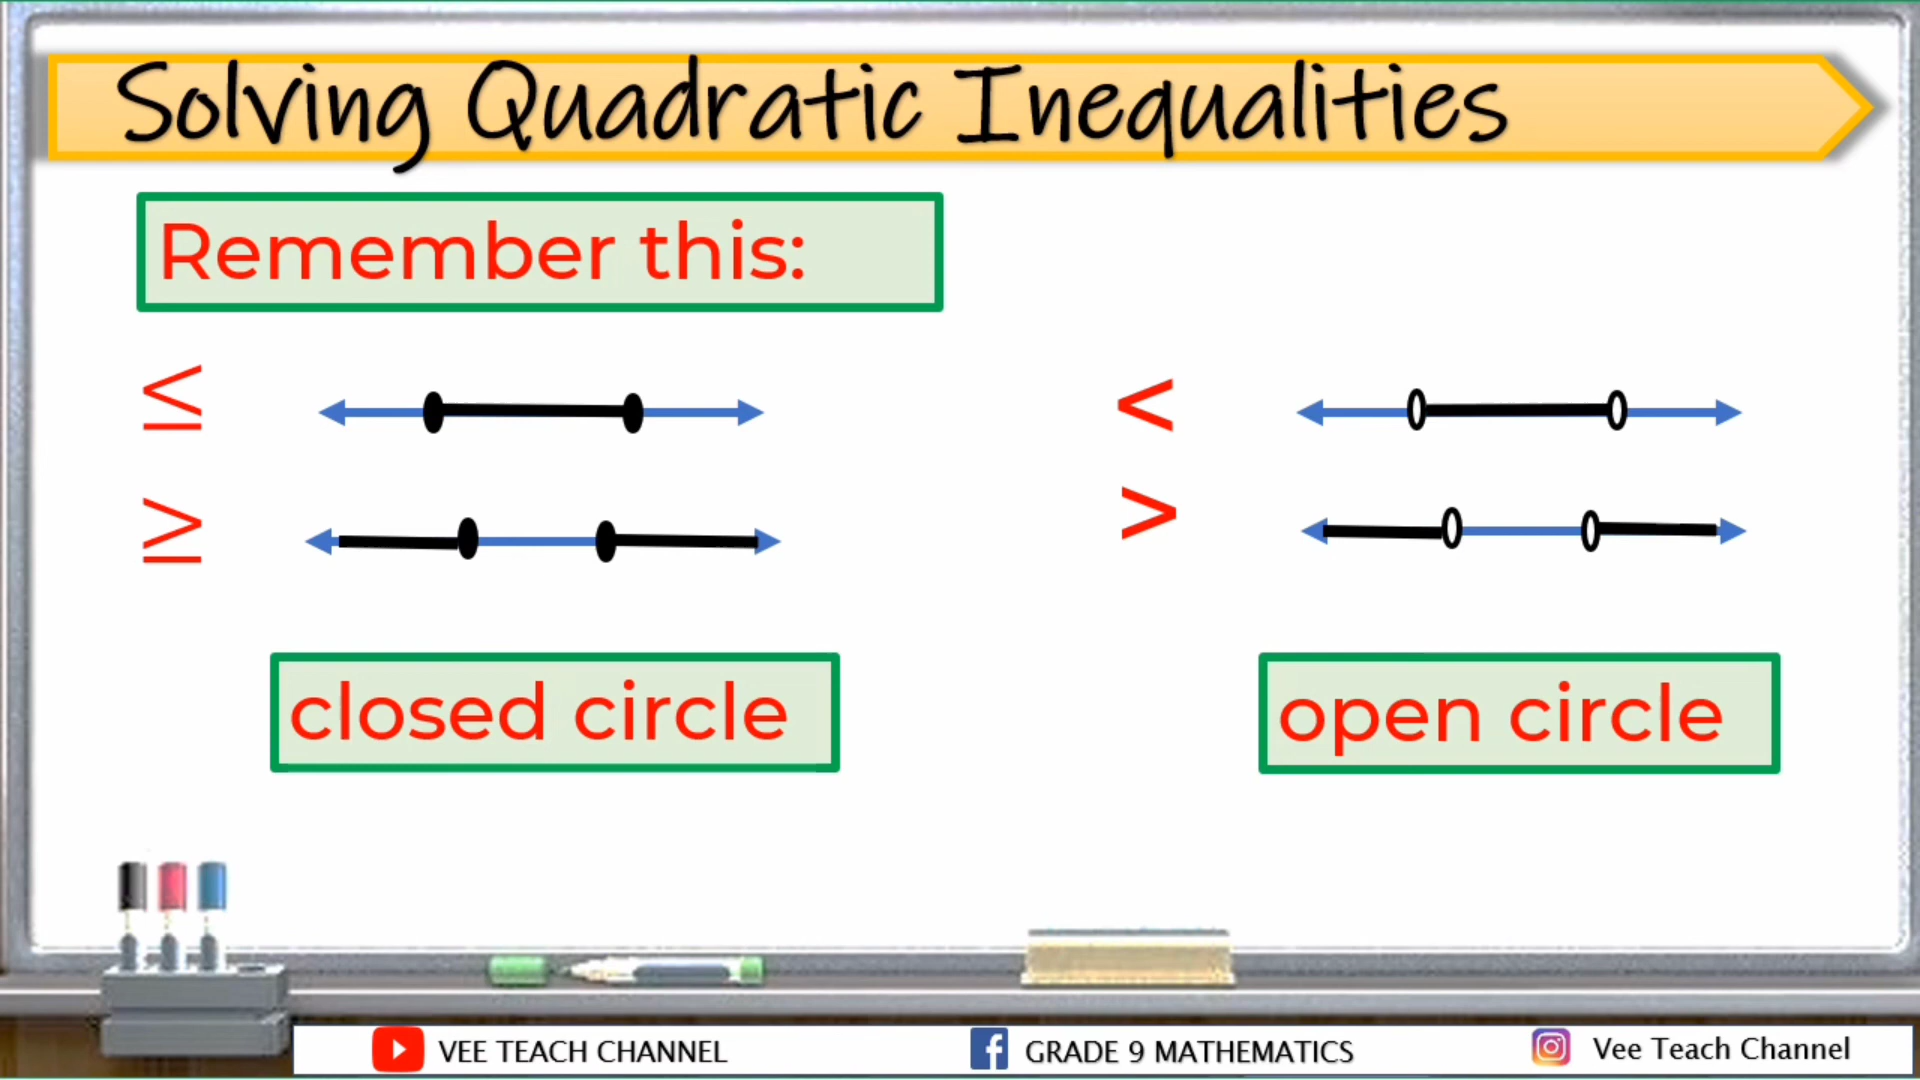 Solving Quadratic Inequalities
Remember this:
≤
<
≥
>
closed circle
open circle
VEE TEACH CHANNEL
GRADE 9 MATHEMATICS
Vee Teach Channel